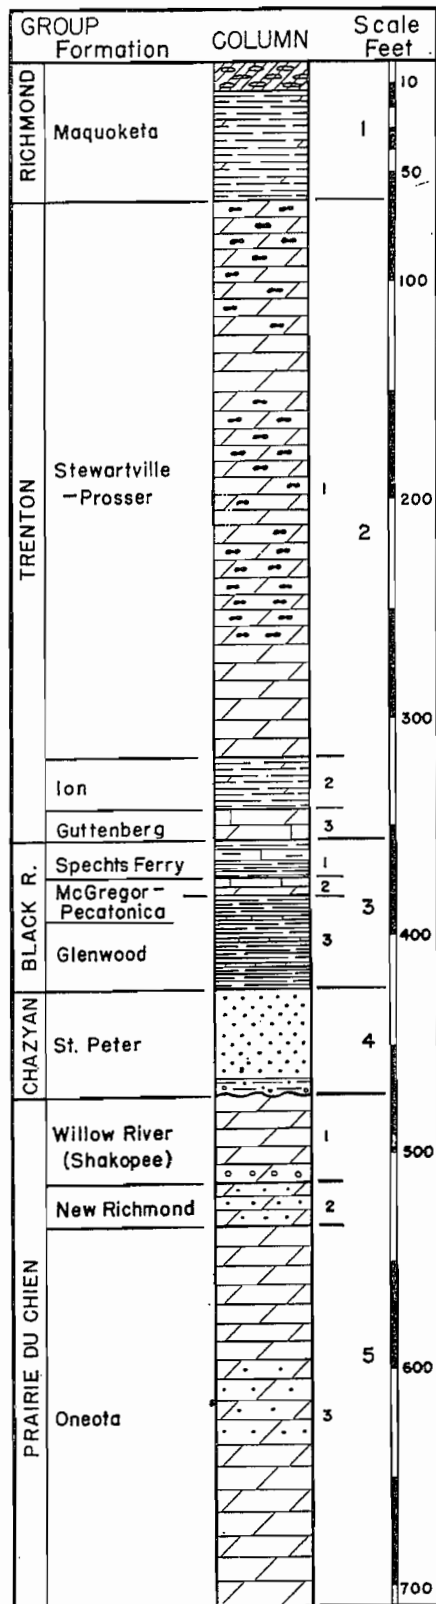 GROUP
Formation
COLUMN
Scale
Feet
RICHMOND
Maquoketa
1
10
50
TRENTON
100
Stewartville
-Prosser
1
2
200
300
Ion
2
Guttenberg
3
BLACK R.
Spechts Ferry
1
McGregor-
Pecatonica
2
3
Glenwood
3
400
CHAZYAN
St. Peter
4
PRAIRIE DU CHIEN
Willow River
(Shakopee)
1
500
New Richmond
2
5
600
Oneota
3
700